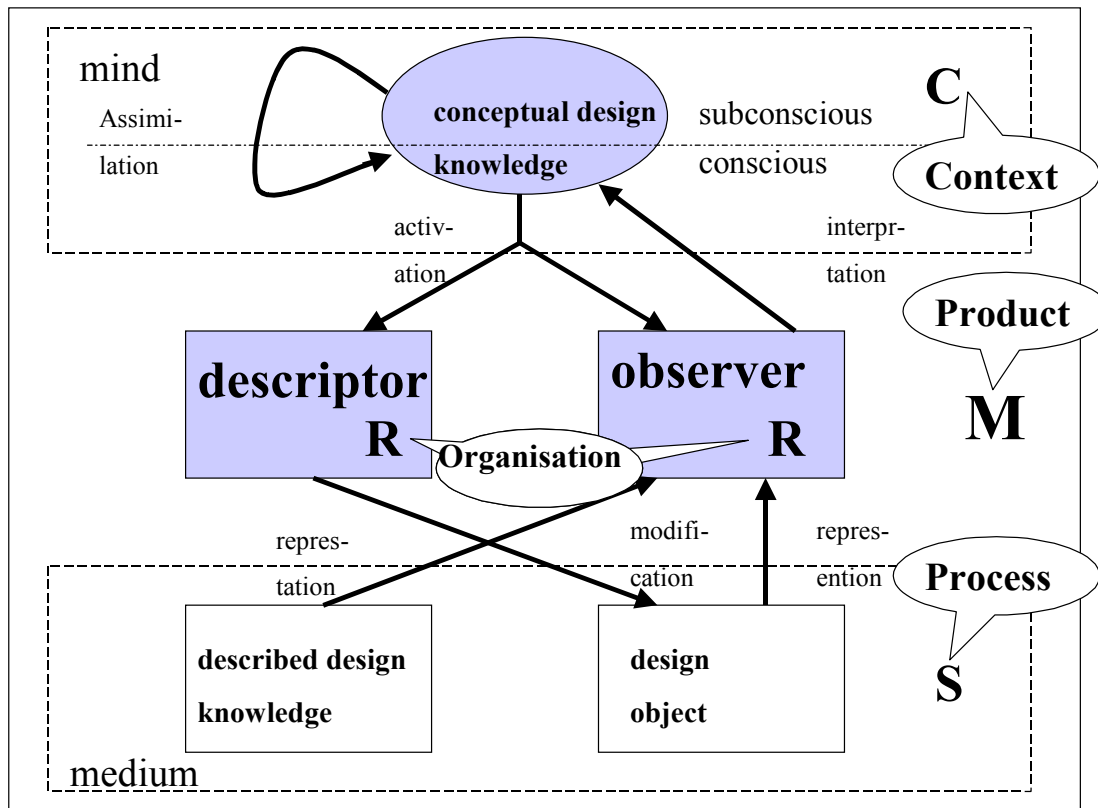 mind
C
Assimi-
lation
conceptual design
knowledge
subconscious
conscious
Context
activ-
ation
interpr-
tation
Product
M
descriptor
R
observer
R
Organisation
repres-
tation
modifi-
cation
repres-
ention
Process
S
described design
knowledge
design
object
medium